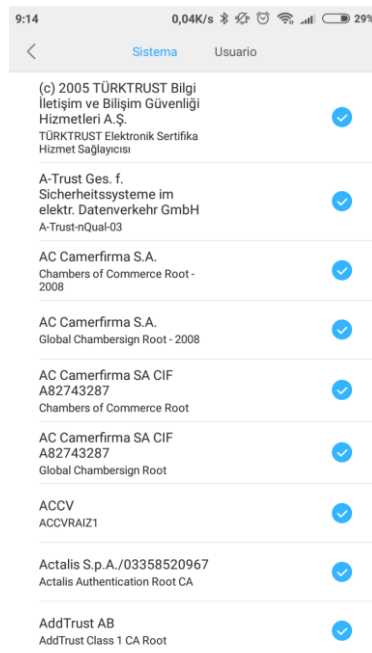 9:14 0,04K/s 29%
Sistema Usuario
(c) 2005 TÜRKTRUST Bilgi
İletişim ve Bilişim Güvenliği
Hizmetleri A.Ş.
TÜRKTRUST Elektronik Sertifika
Hizmet Sağlayıcısı
A-Trust Ges. f.
Sicherheitssysteme im
elektr. Datenverkehr GmbH
A-Trust-nQual-03
AC Camerfirma S.A.
Chambers of Commerce Root -
2008
AC Camerfirma S.A.
Global Chambersign Root - 2008
AC Camerfirma SA CIF
A82743287
Chambers of Commerce Root
AC Camerfirma SA CIF
A82743287
Global Chambersign Root
ACCV
ACCVRAIZ1
Actalis S.p.A./03358520967
Actalis Authentication Root CA
AddTrust AB
AddTrust Class 1 CA Root